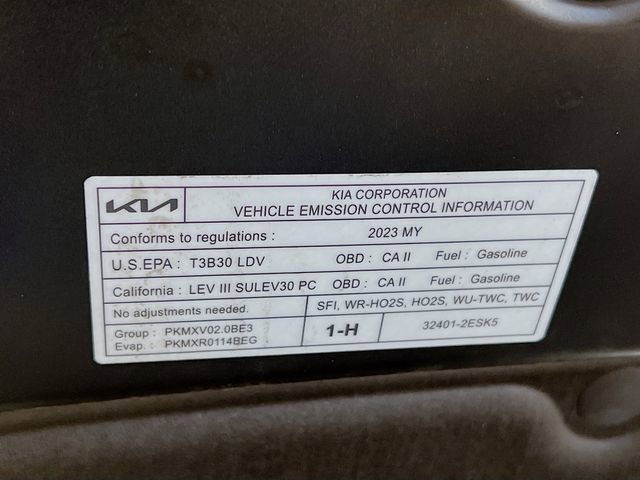 KIA
KIA CORPORATION
VEHICLE EMISSION CONTROL INFORMATION
Conforms to regulations : 2023 MY
U.S.EPA : T3B30 LDV OBD : CA II Fuel : Gasoline
California : LEV III SULEV30 PC OBD : CA II Fuel : Gasoline
No adjustments needed. SFI, WR-HO2S, HO2S, WU-TWC, TWC
Group : PKMXV02.0BE3
Evap. : PKMXR0114BEG
1-H
32401-2ESK5